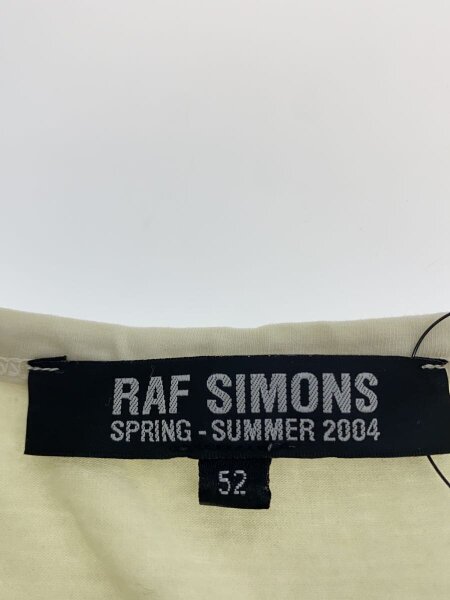 RAF SIMONS
SPRING - SUMMER 2004
52